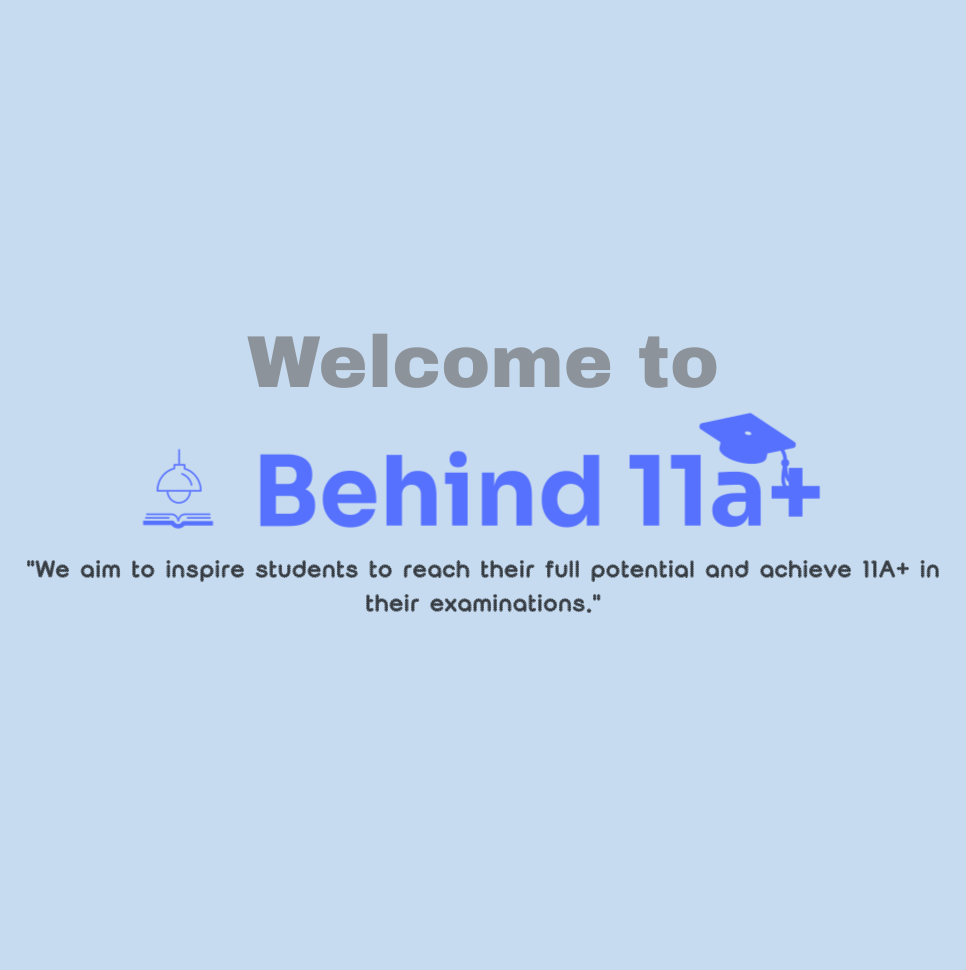 Welcome to
Behind 11a+
"We aim to inspire students to reach their full potential and achieve 11A+ in
their examinations."